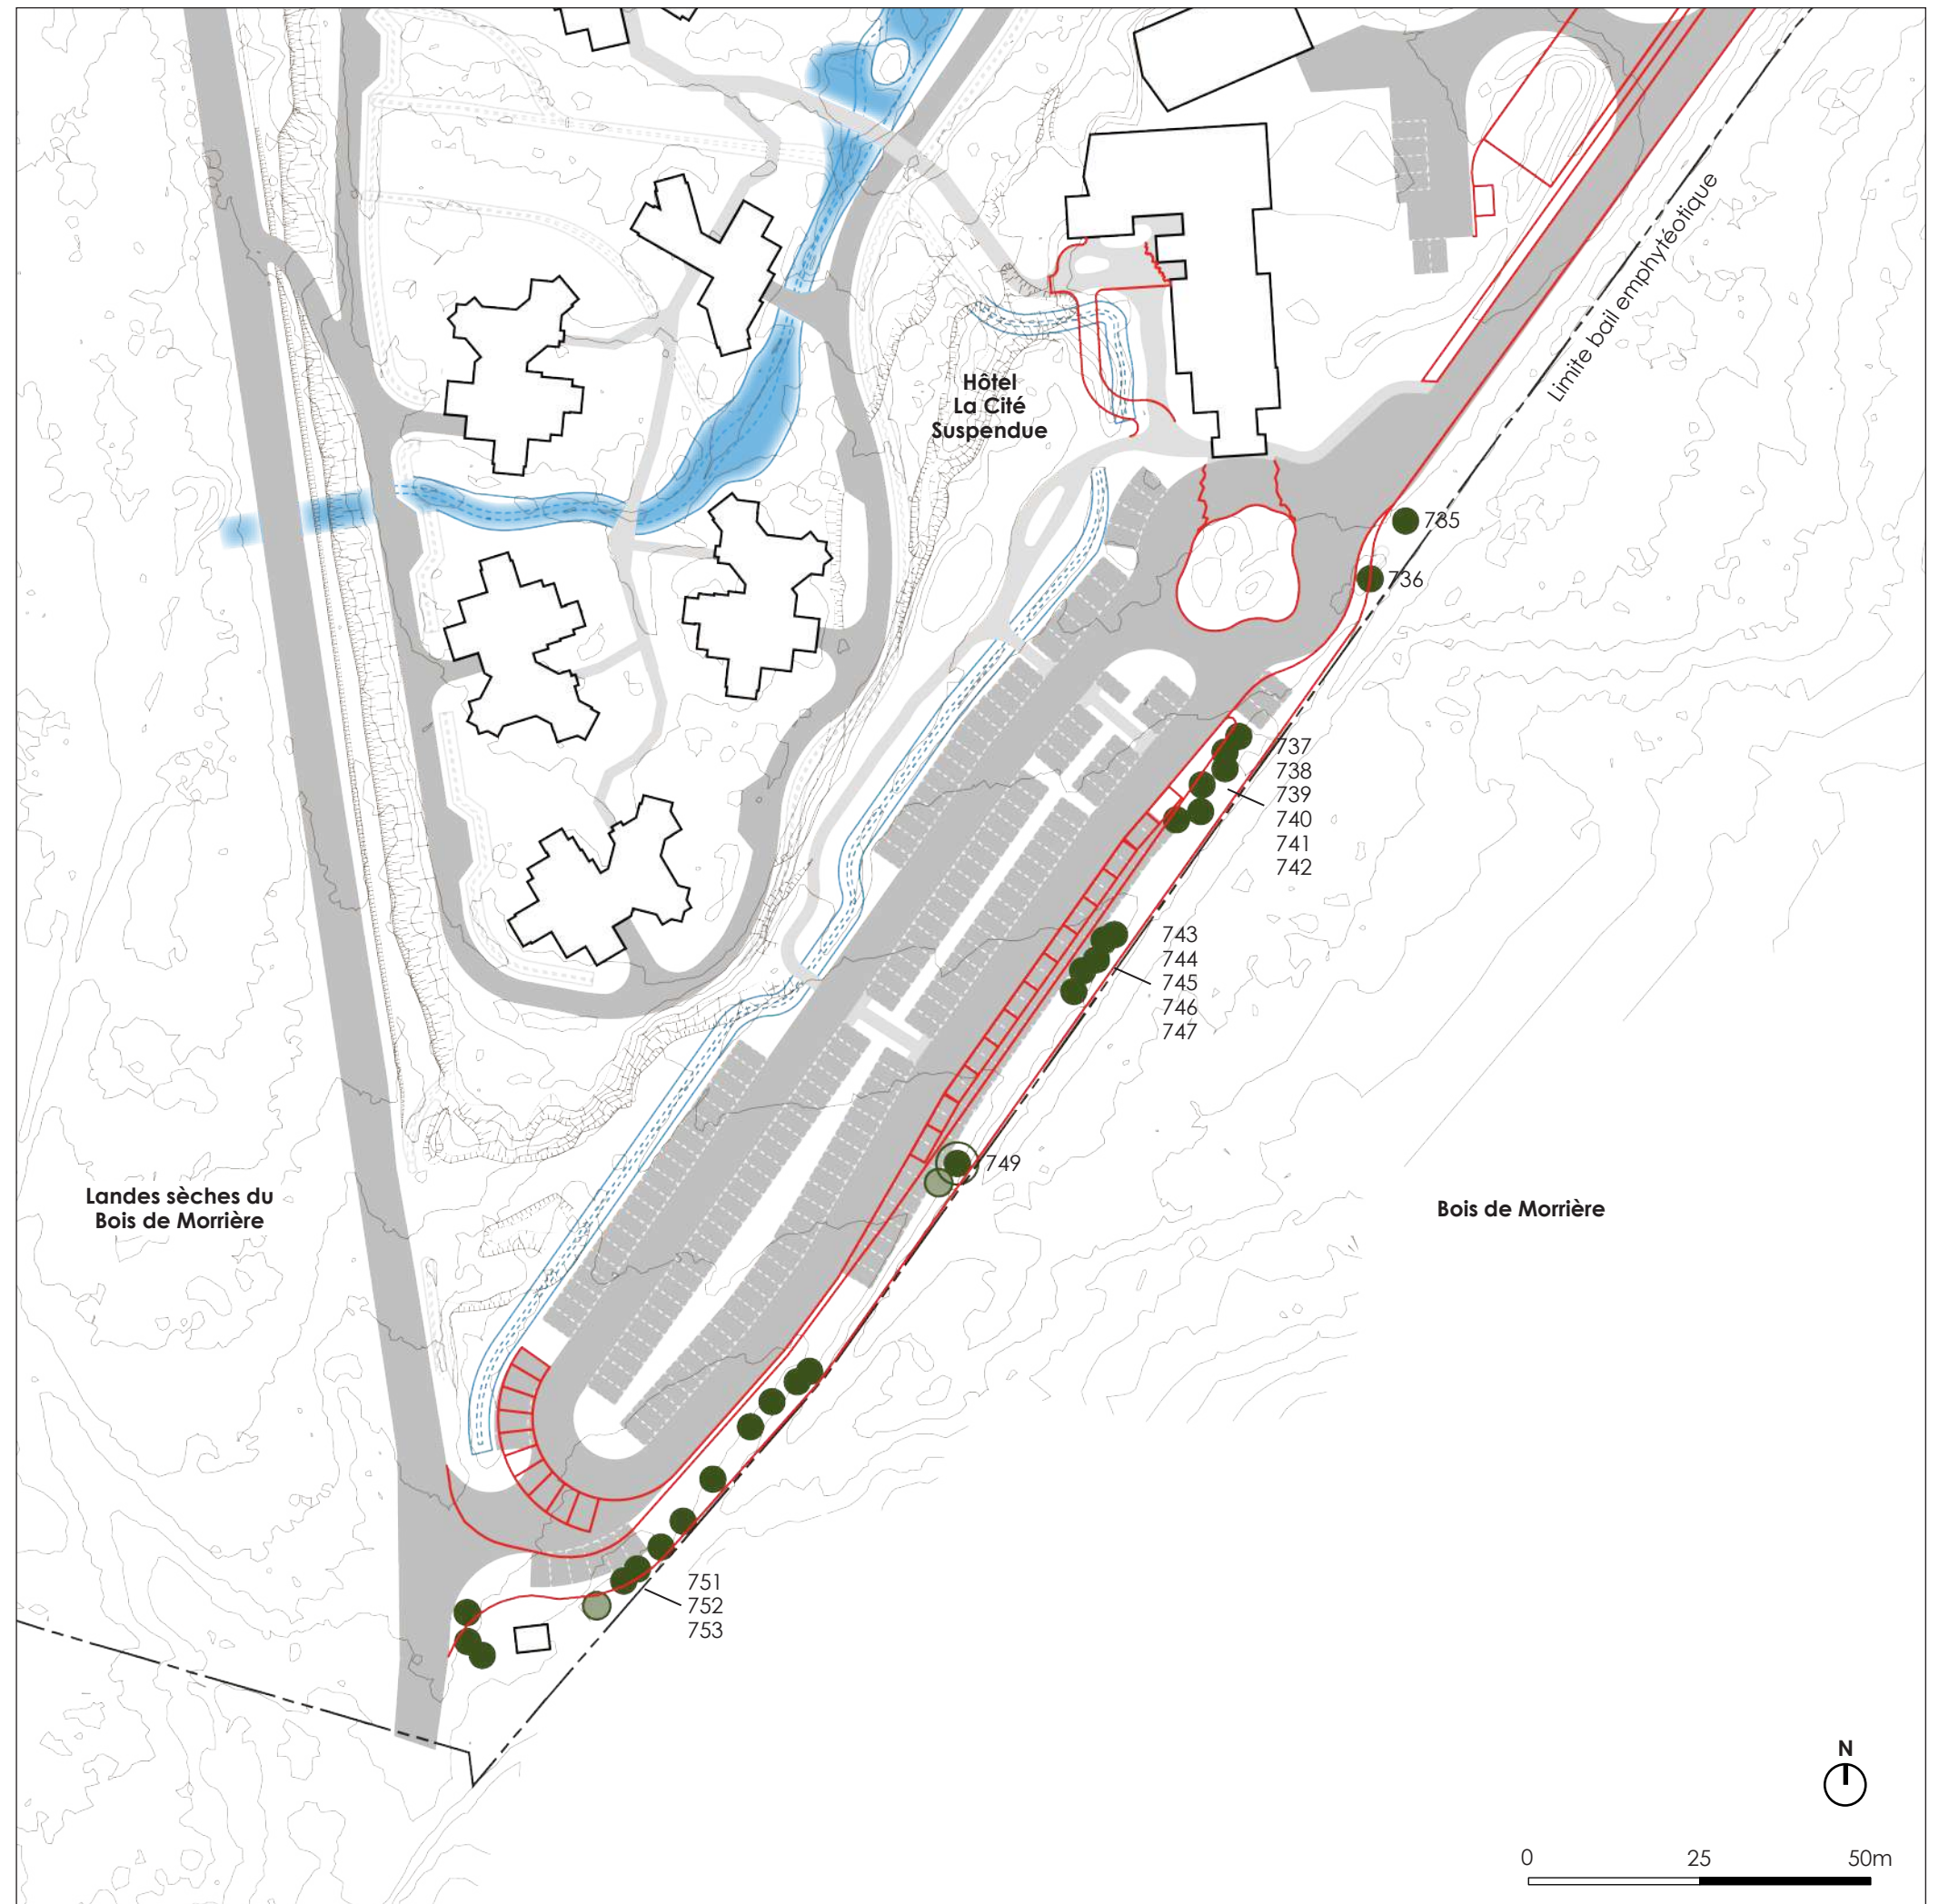 Limite bail emphytéotique
Hôtel
La Cité
Suspendue
735
736
737
738
739
740
741
742
743
744
745
746
747
749
Landes sèches du
Bois de Morrière
Bois de Morrière
751
752
753
N
0 25 50m